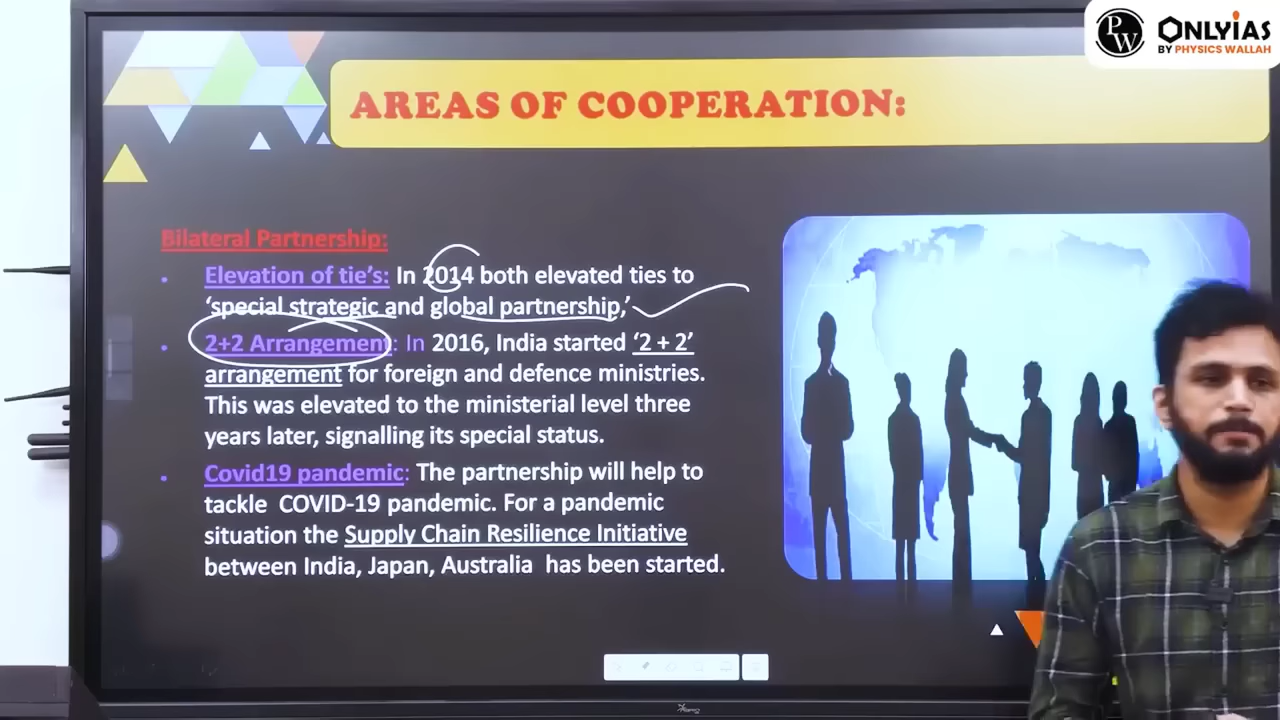 PW
ONLYIAS
BY PHYSICS WALLAH
AREAS OF COOPERATION:
Bilateral Partnership:
• Elevation of tie's: In 2014 both elevated ties to
'special strategic and global partnership,'
• 2+2 Arrangement: In 2016, India started '2 + 2'
arrangement for foreign and defence ministries.
This was elevated to the ministerial level three
years later, signalling its special status.
• Covid19 pandemic: The partnership will help to
tackle COVID-19 pandemic. For a pandemic
situation the Supply Chain Resilience Initiative
between India, Japan, Australia has been started.